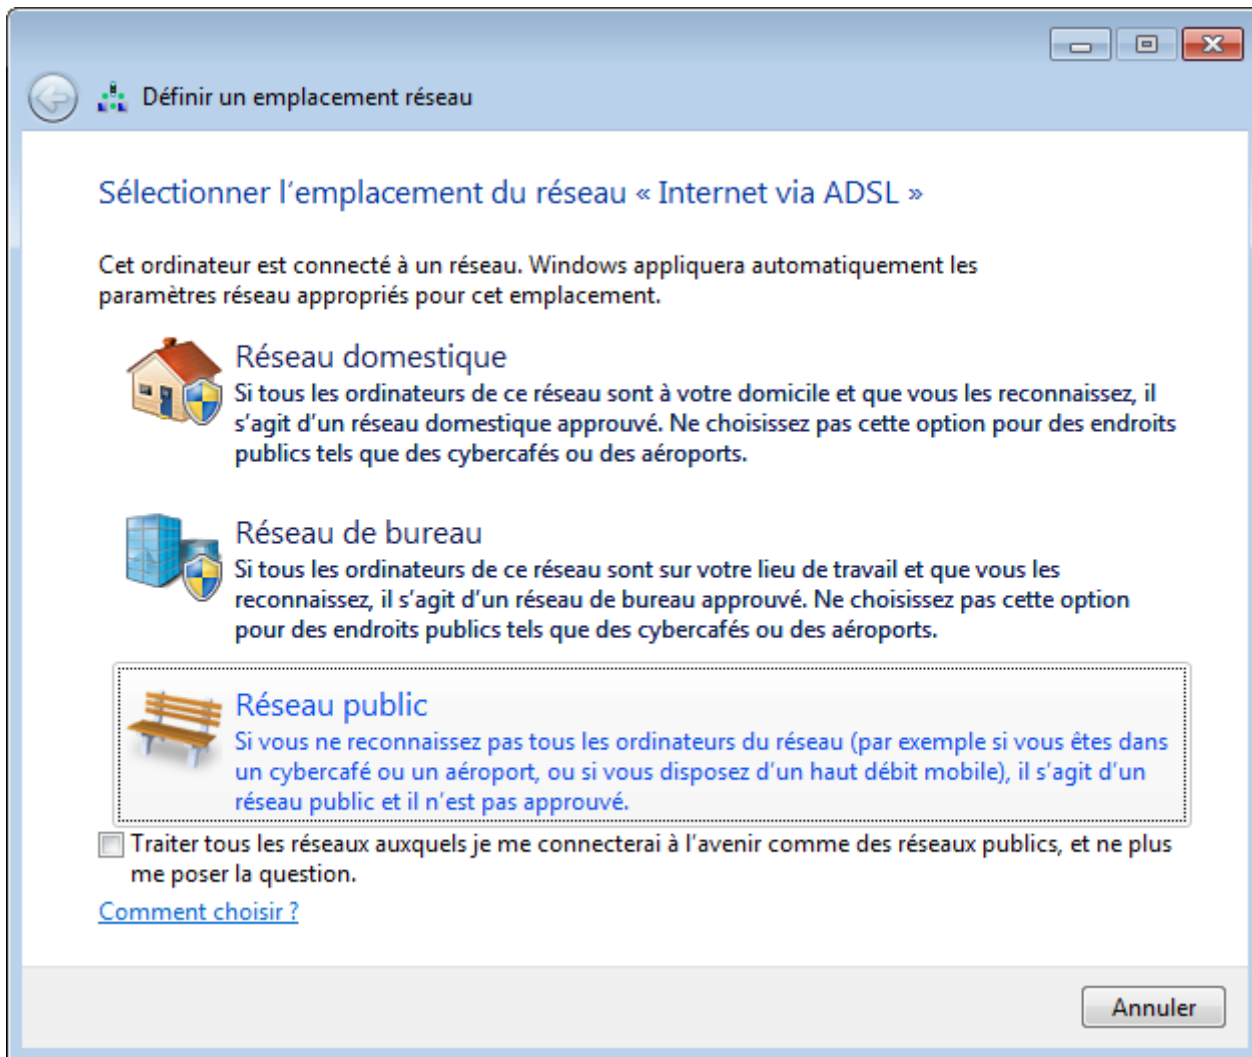 Définir un emplacement réseau
Sélectionner l’emplacement du réseau « Internet via ADSL »
Cet ordinateur est connecté à un réseau. Windows appliquera automatiquement les
paramètres réseau appropriés pour cet emplacement.
Réseau domestique
Si tous les ordinateurs de ce réseau sont à votre domicile et que vous les reconnaissez, il
s’agit d’un réseau domestique approuvé. Ne choisissez pas cette option pour des endroits
publics tels que des cybercafés ou des aéroports.
Réseau de bureau
Si tous les ordinateurs de ce réseau sont sur votre lieu de travail et que vous les
reconnaissez, il s’agit d’un réseau de bureau approuvé. Ne choisissez pas cette option
pour des endroits publics tels que des cybercafés ou des aéroports.
Réseau public
Si vous ne reconnaissez pas tous les ordinateurs du réseau (par exemple si vous êtes dans
un cybercafé ou un aéroport, ou si vous disposez d’un haut débit mobile), il s’agit d’un
réseau public et il n’est pas approuvé.
Traiter tous les réseaux auxquels je me connecterai à l’avenir comme des réseaux publics, et ne plus
me poser la question.
Comment choisir ?
Annuler